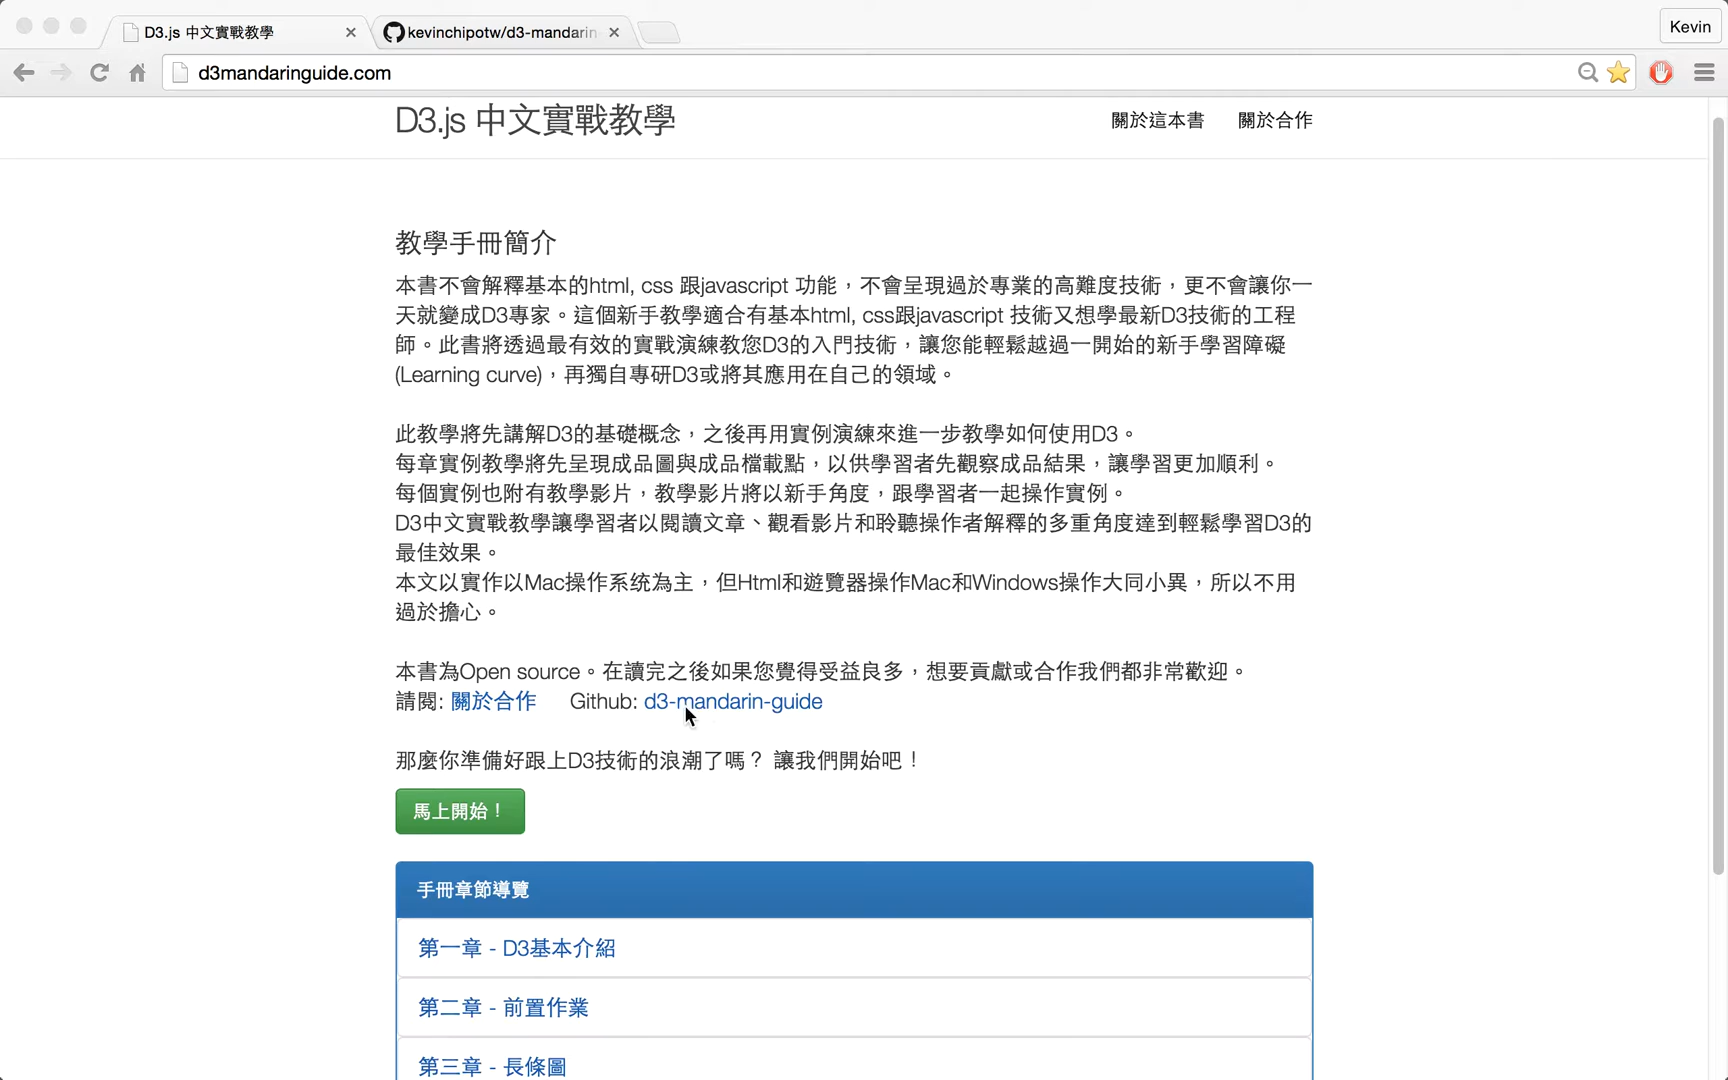 D3.js 中文實戰教學
kevinchipotw/d3-mandarin
Kevin
d3mandaringuide.com
D3.js 中文實戰教學
關於這本書 關於合作
教學手冊簡介
本書不會解釋基本的html, css 跟javascript 功能，不會呈現過於專業的高難度技術，更不會讓你一
天就變成D3專家。這個新手教學適合有基本html, css跟javascript 技術又想學最新D3技術的工程
師。此書將透過最有效的實戰演練教您D3的入門技術，讓您能輕鬆越過一開始的新手學習障礙
(Learning curve)，再獨自專研D3或將其應用在自己的領域。
此教學將先講解D3的基礎概念，之後再用實例演練來進一步教學如何使用D3。
每章實例教學將先呈現成品圖與成品檔載點，以供學習者先觀察成品結果，讓學習更加順利。
每個實例也附有教學影片，教學影片將以新手角度，跟學習者一起操作實例。
D3中文實戰教學讓學習者以閱讀文章、觀看影片和聆聽操作者解釋的多重角度達到輕鬆學習D3的
最佳效果。
本文以實作以Mac操作系统為主，但Html和遊覽器操作Mac和Windows操作大同小異，所以不用
過於擔心。
本書為Open source。在讀完之後如果您覺得受益良多，想要貢獻或合作我們都非常歡迎。
請閱: 關於合作 Github: d3-mandarin-guide
那麼你準備好跟上D3技術的浪潮了嗎？ 讓我們開始吧！
馬上開始！
手冊章節導覽
第一章 - D3基本介紹
第二章 - 前置作業
第三章 - 長條圖